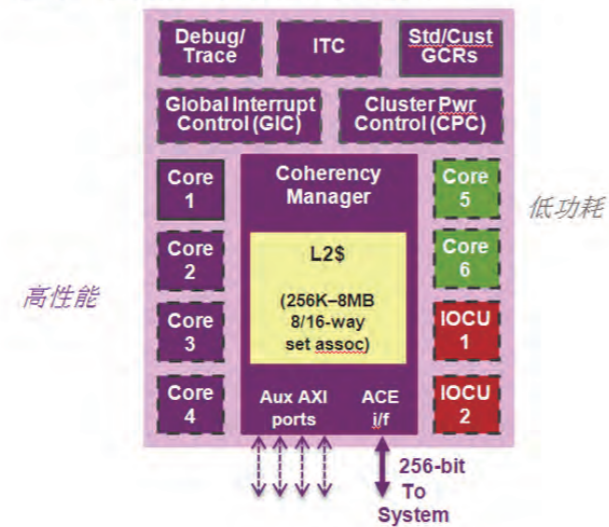 Debug/
Trace
ITC
Std/Cust
GCRs
Global Interrupt
Control (GIC)
Cluster Pwr
Control (CPC)
Core
1
Coherency
Manager
Core
5
低功耗
Core
2
L2$
Core
6
高性能
(256K–8MB
8/16-way
set assoc)
Core
3
IOCU
1
Core
4
Aux AXI
ports
ACE
i/f
IOCU
2
256-bit
To
System